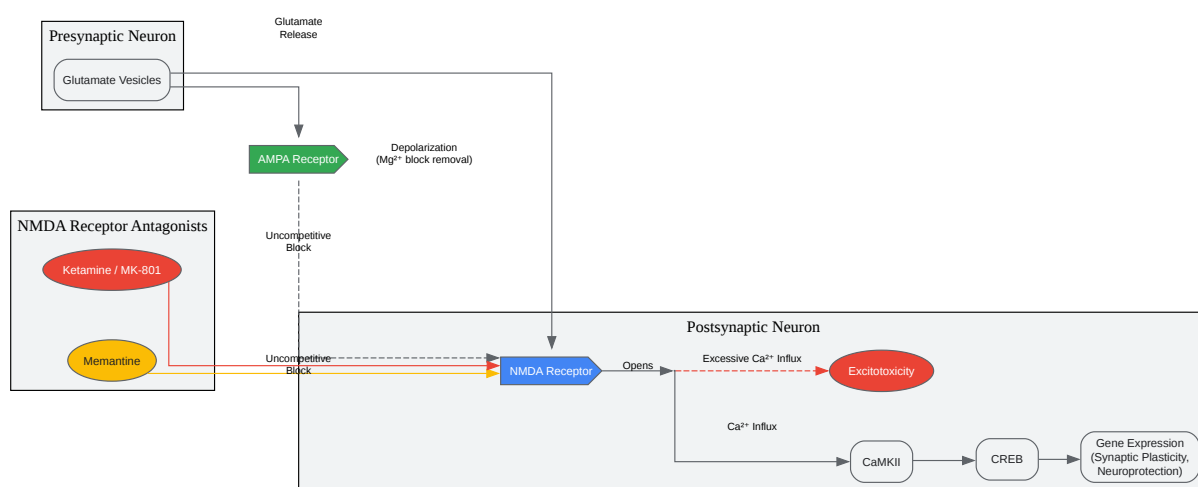 Glutamate
Release
Presynaptic Neuron
Glutamate Vesicles
AMPA Receptor
Depolarization
(Mg²⁺ block removal)
NMDA Receptor Antagonists
Ketamine / MK-801
Memantine
Uncompetitive
Block
Uncompetitive
Block
Postsynaptic Neuron
NMDA Receptor
Opens
Excessive Ca²⁺ Influx
Excitotoxicity
Ca²⁺ Influx
CaMKII
CREB
Gene Expression
(Synaptic Plasticity,
Neuroprotection)